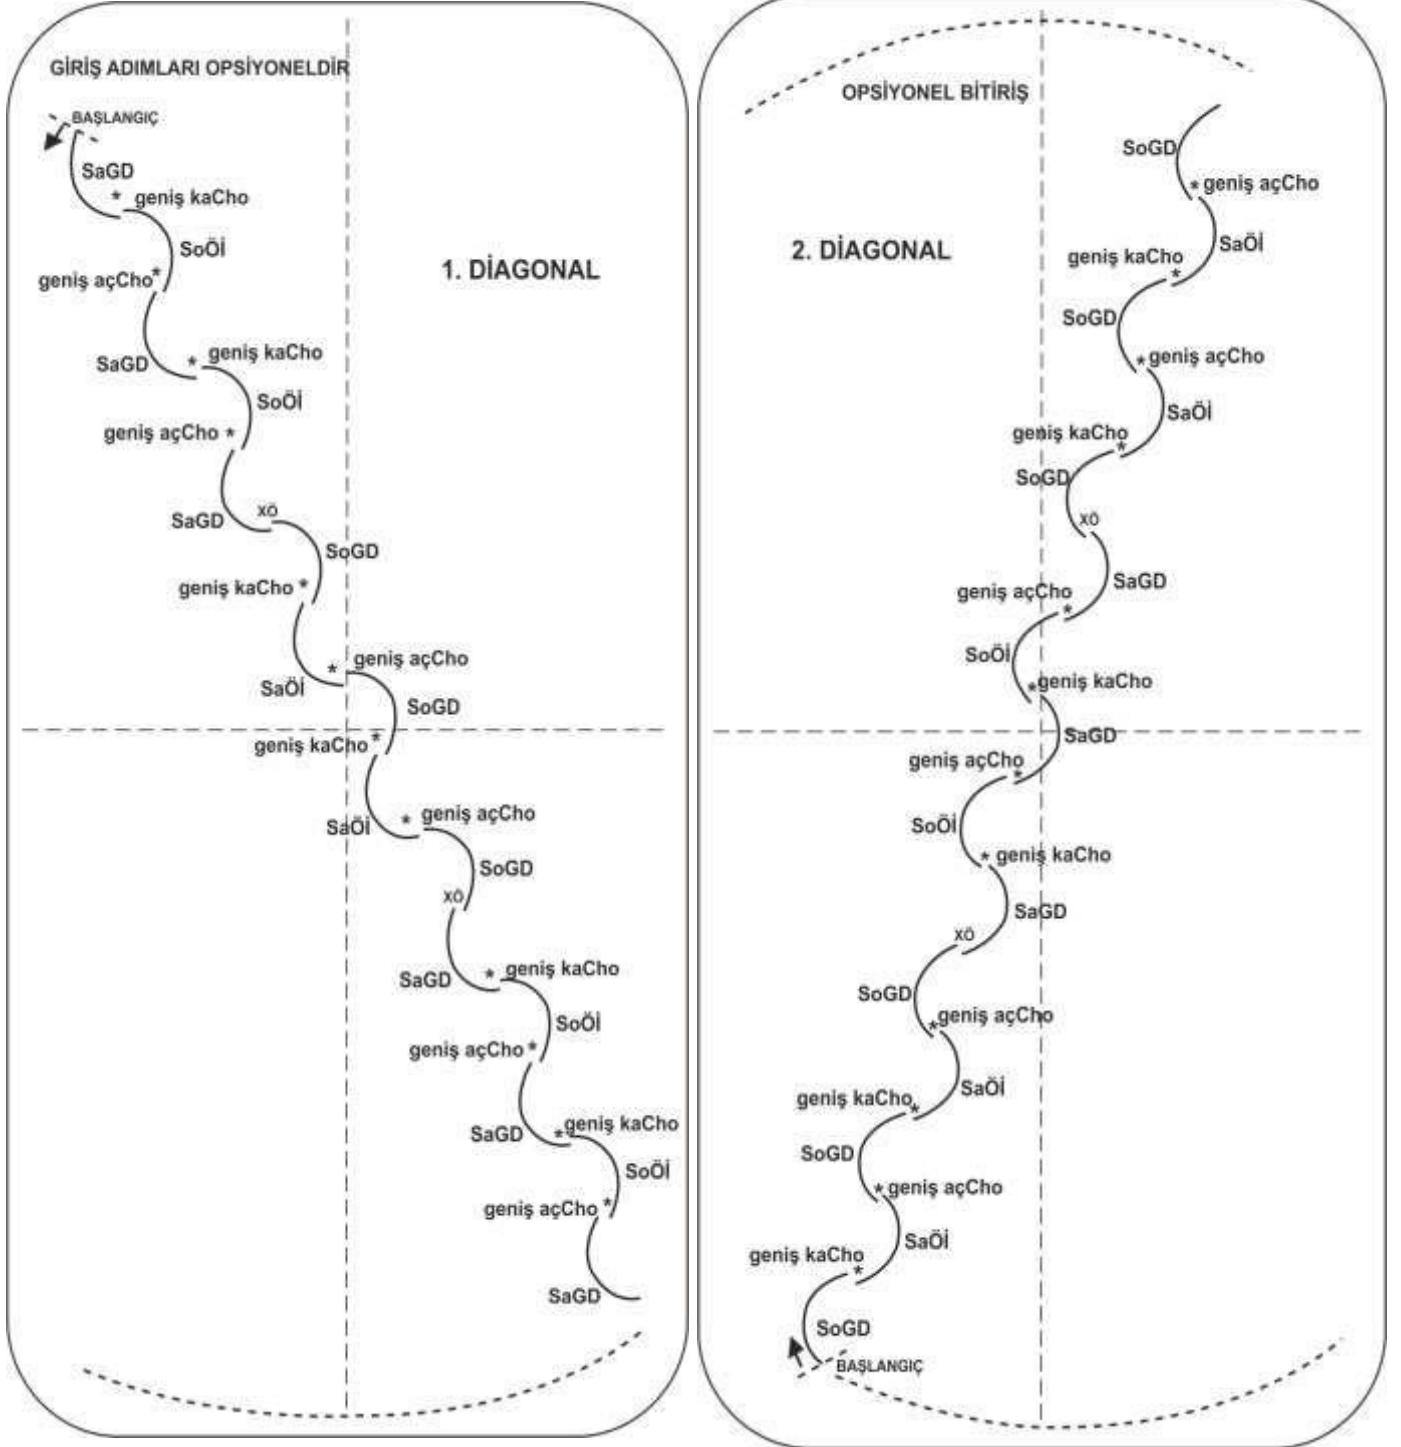 GİRİŞ ADIMLARI OPSİYONELDİR
BAŞLANGIÇ
SaGD
* geniş kaCho
SoÖİ
geniş açCho*
SaGD
* geniş kaCho
SoÖİ
geniş açCho *
SaGD
xö
SoGD
geniş kaCho *
SaÖİ
* geniş açCho
SoGD
geniş kaCho *
SaÖİ
* geniş açCho
SoGD
xö
SaGD
* geniş kaCho
SoÖİ
geniş açCho *
SaGD
*geniş kaCho
SoÖİ
geniş açCho *
SaGD
1. DİAGONAL
OPSİYONEL BİTİRİŞ
SoGD
* geniş açCho
SaÖİ
geniş kaCho
*
SoGD
* geniş açCho
SaÖİ
geniş kaCho
*
SoGD
xö
SaGD
geniş açCho
*
SoÖİ
*geniş kaCho
SaGD
geniş açCho
*
SoÖİ
* geniş kaCho
SaGD
xö
SoGD
*geniş açCho
SaÖİ
geniş kaCho
*
SoGD
*geniş açCho
SaÖİ
geniş kaCho
*
SoGD
BAŞLANGIÇ
2. DİAGONAL